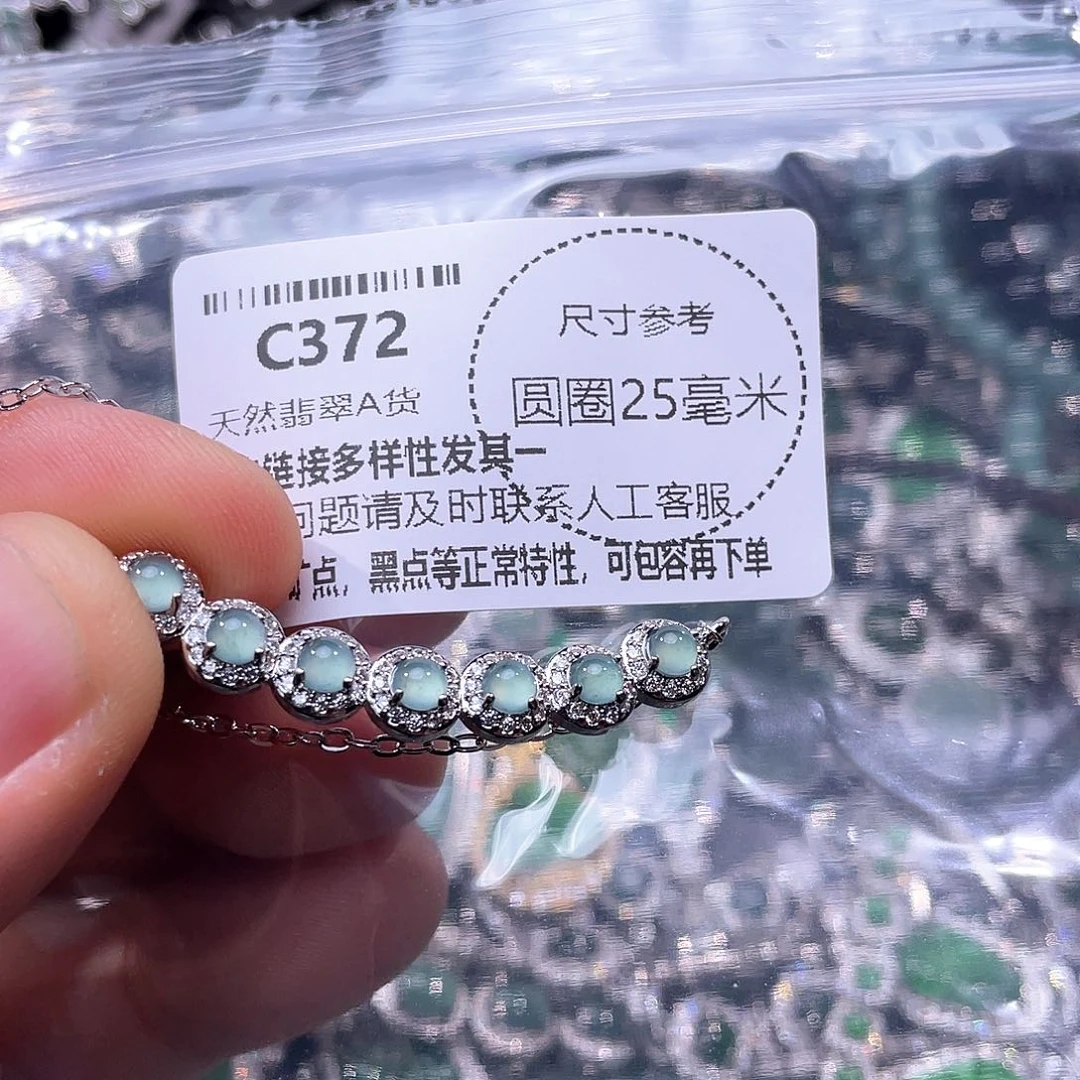 C372
天然翡翠A货
尺寸参考
圆圈25毫米
链接多样性发其一
问题请及时联系人工客服
点，黑点等正常特性，可包容再下单